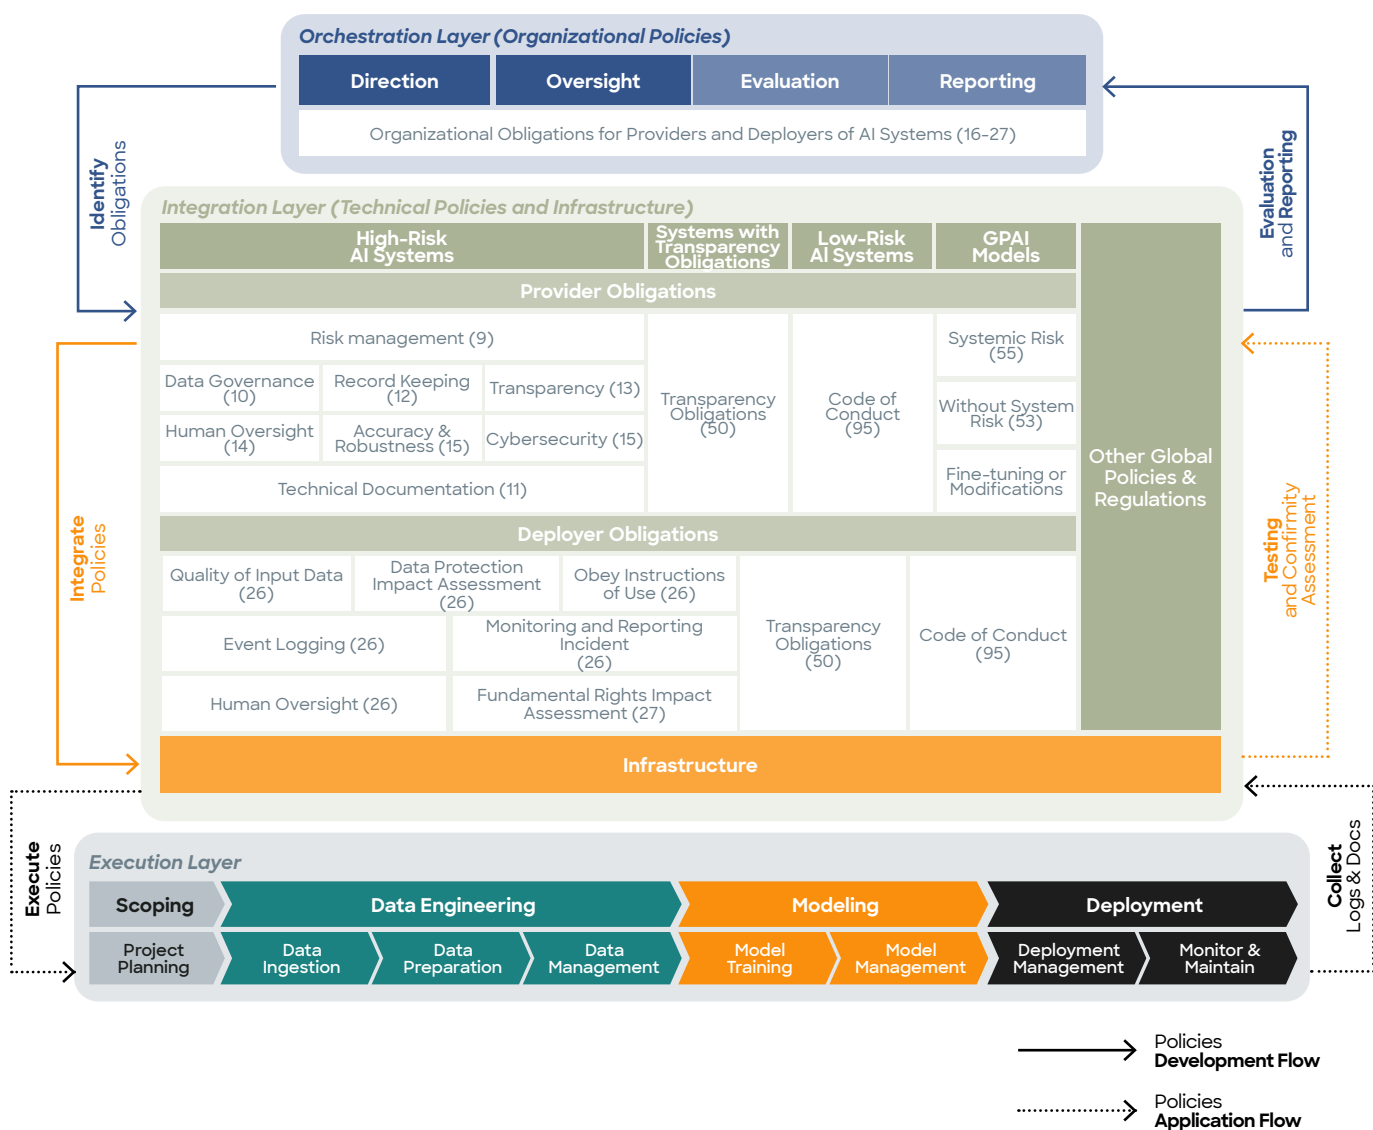 Orchestration Layer (Organizational Policies)
Direction
Oversight
Evaluation
Reporting
Organizational Obligations for Providers and Deployers of AI Systems (16-27)
Identify
Obligations
Evaluation
and Reporting
Integration Layer (Technical Policies and Infrastructure)
High-Risk
AI Systems
Systems with
Transparency
Obligations
Low-Risk
AI Systems
GPAI
Models
Provider Obligations
Risk management (9)
Data Governance
(10)
Record Keeping
(12)
Transparency (13)
Human Oversight
(14)
Accuracy &
Robustness (15)
Cybersecurity (15)
Technical Documentation (11)
Transparency
Obligations
(50)
Code of
Conduct
(95)
Systemic Risk
(55)
Without System
Risk (53)
Fine-tuning or
Modifications
Other Global
Policies &
Regulations
Deployer Obligations
Quality of Input Data
(26)
Data Protection
Impact Assessment
(26)
Obey Instructions
of Use (26)
Event Logging (26)
Monitoring and Reporting
Incident
(26)
Human Oversight (26)
Fundamental Rights Impact
Assessment (27)
Transparency
Obligations
(50)
Code of Conduct
(95)
Infrastructure
Integrate
Policies
Testing
and Confirmity
Assessment
Execute
Policies
Collect
Logs & Docs
Execution Layer
Scoping
Data Engineering
Modeling
Deployment
Project
Planning
Data
Ingestion
Data
Preparation
Data
Management
Model
Training
Model
Management
Deployment
Management
Monitor &
Maintain
Policies
Development Flow
Policies
Application Flow